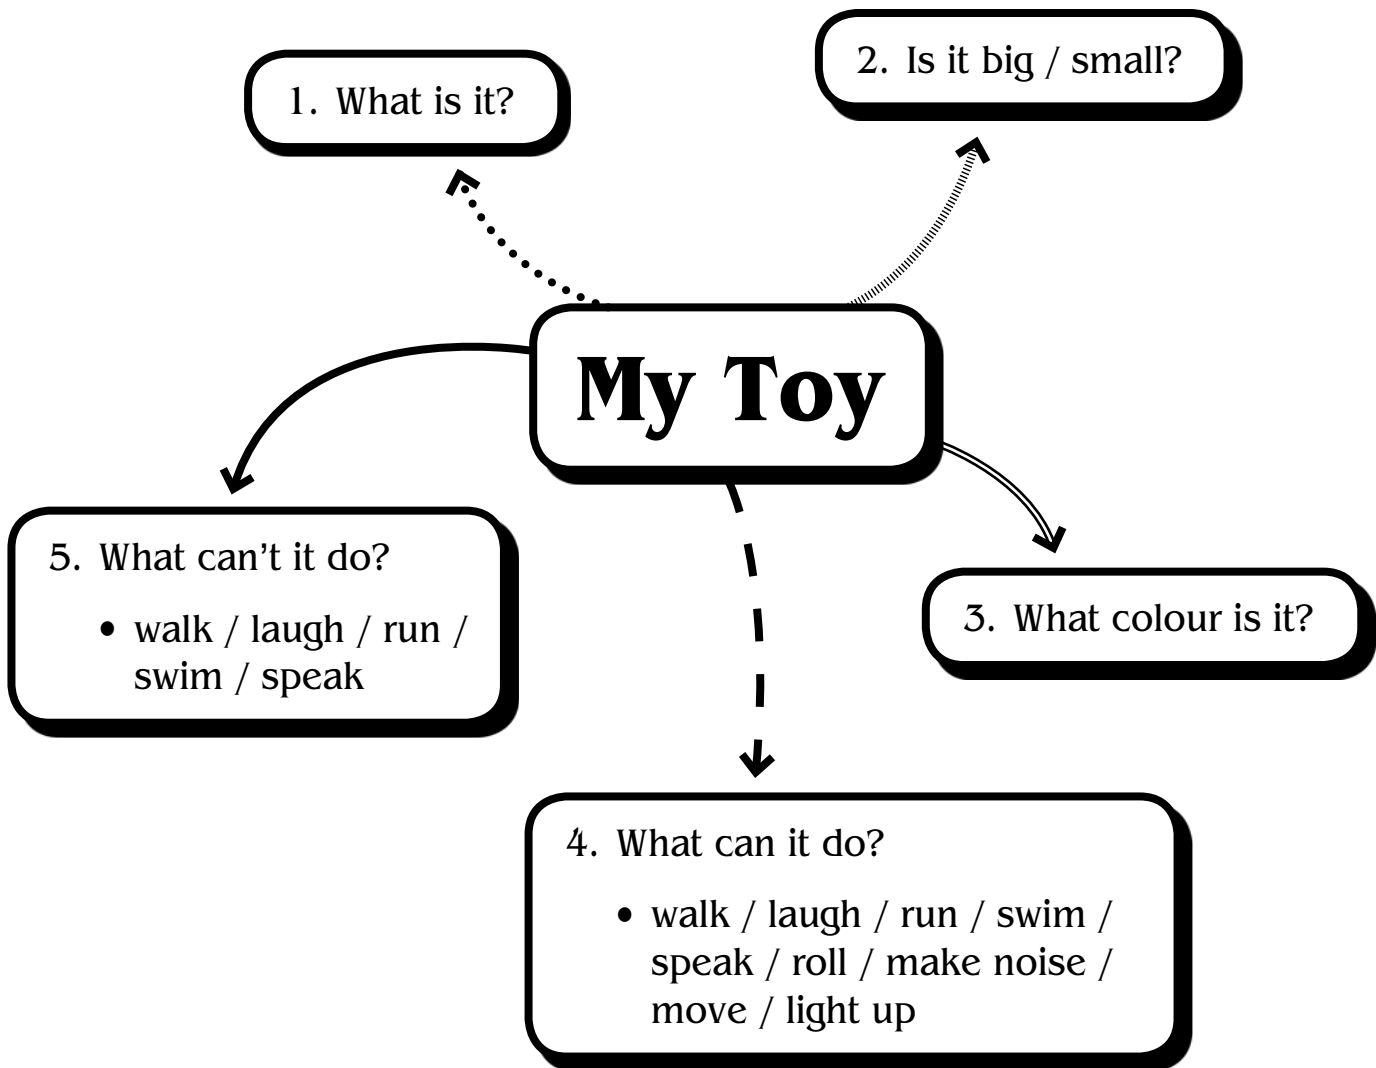 1. What is it?
2. Is it big / small?
My Toy
3. What colour is it?
4. What can it do?
• walk / laugh / run / swim /
speak / roll / make noise /
move / light up
5. What can't it do?
• walk / laugh / run /
swim / speak